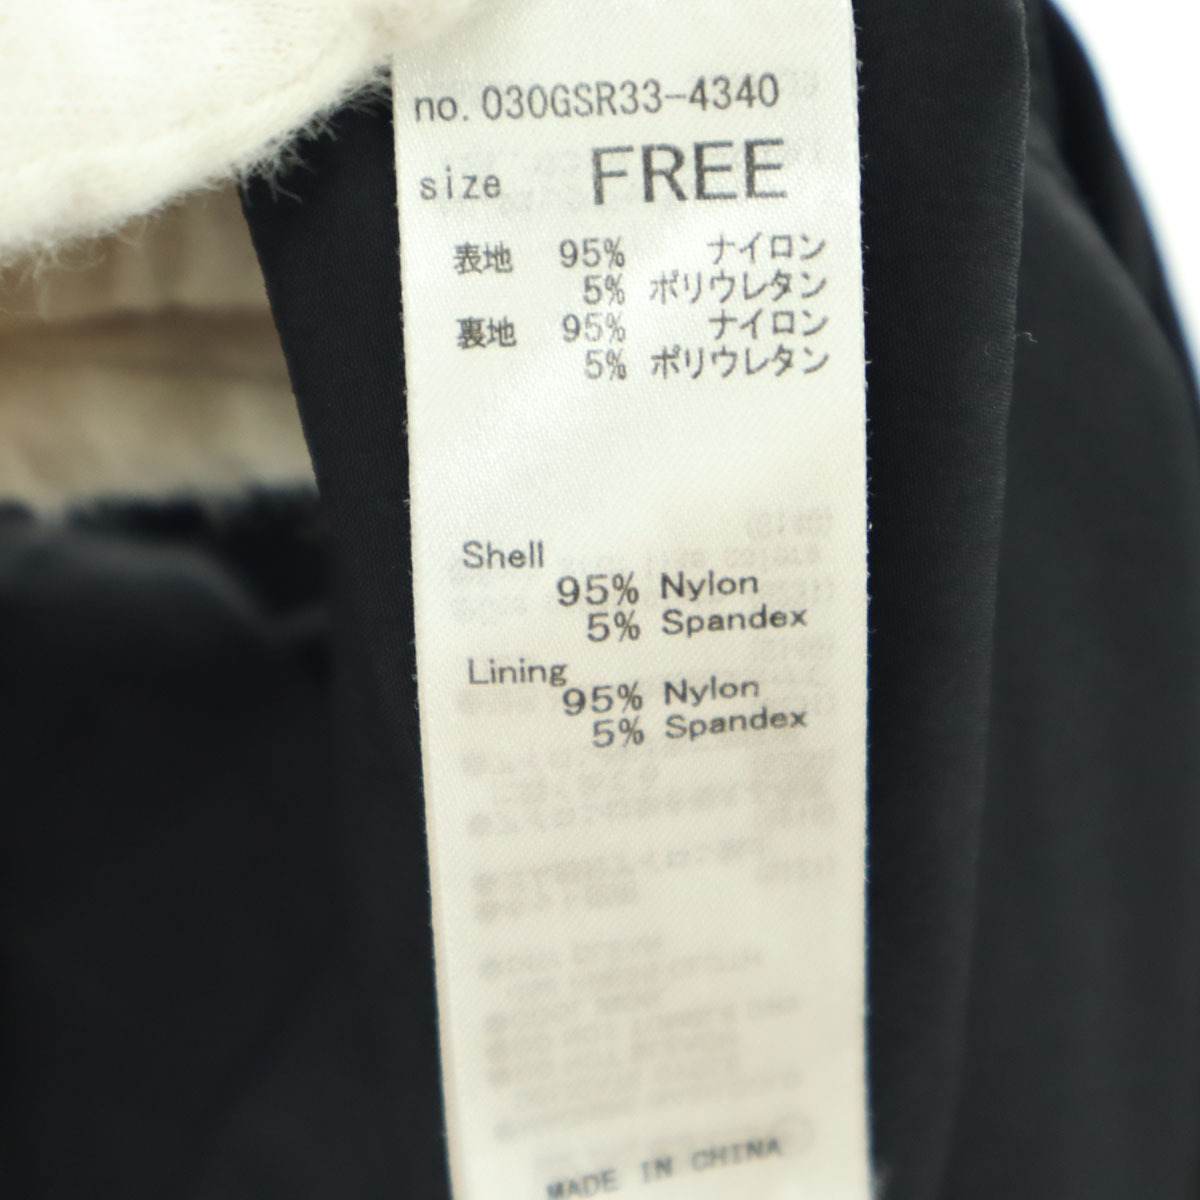 no. 030GSR33-4340
size FREE
表地 95% ナイロン
5% ポリウレタン
裏地 95% ナイロン
5% ポリウレタン
Shell
95% Nylon
5% Spandex
Lining
95% Nylon
5% Spandex
MADE IN CHINA